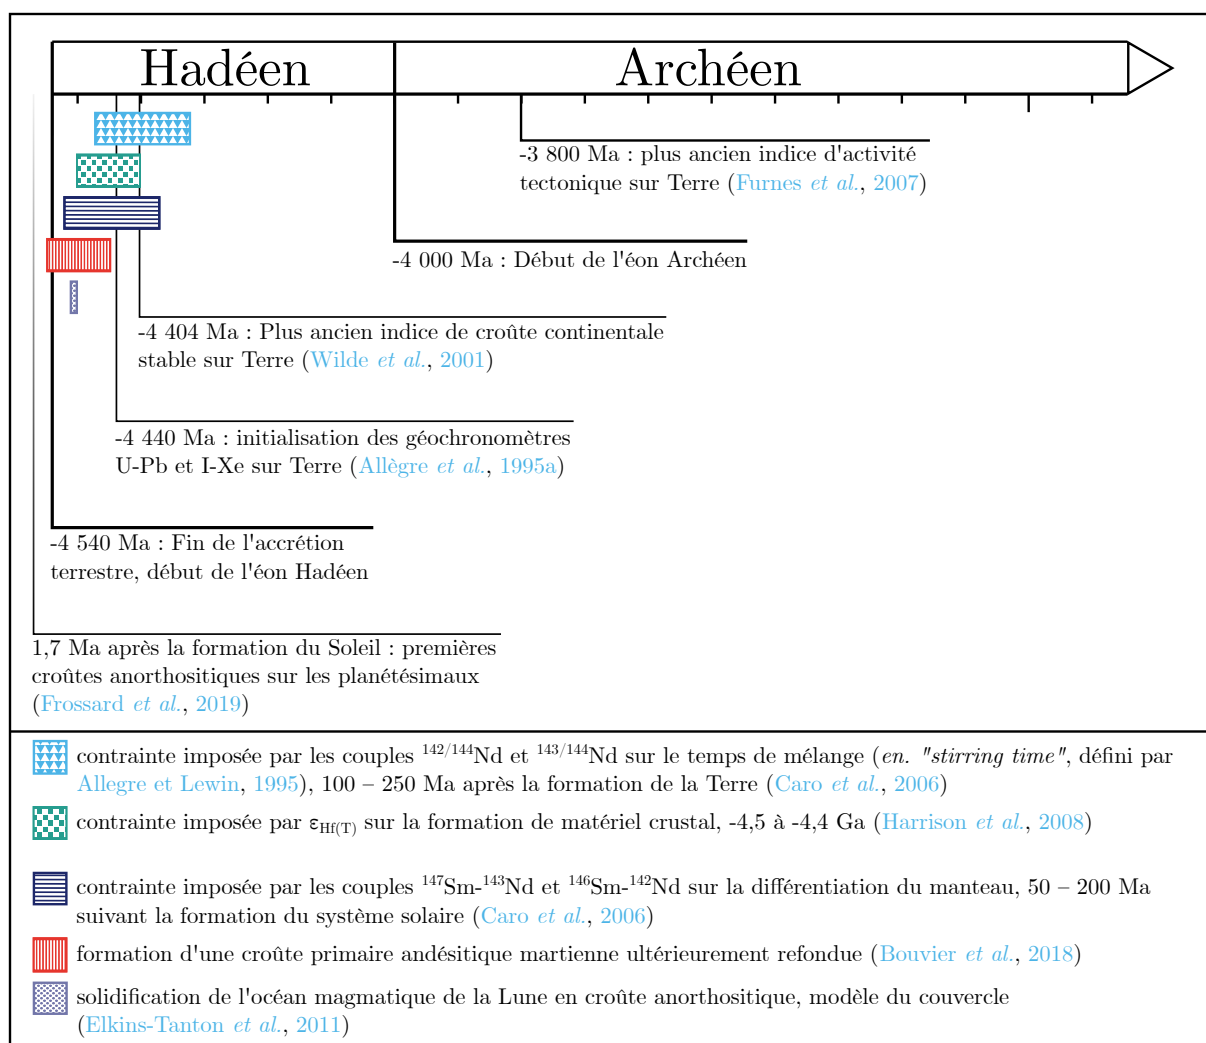 Hadéen
Archéen
-3 800 Ma : plus ancien indice d'activité
tectonique sur Terre (Furnes et al., 2007)
-4 000 Ma : Début de l'éon Archéen
-4 404 Ma : Plus ancien indice de croûte continentale
stable sur Terre (Wilde et al., 2001)
-4 440 Ma : initialisation des géochronomètres
U-Pb et I-Xe sur Terre (Allègre et al., 1995a)
-4 540 Ma : Fin de l'accrétion
terrestre, début de l'éon Hadéen
1,7 Ma après la formation du Soleil : premières
croûtes anorthositiques sur les planétésimaux
(Frossard et al., 2019)
contrainte imposée par les couples ¹⁴²/¹⁴⁴Nd et ¹⁴³/¹⁴⁴Nd sur le temps de mélange (en. "stirring time", défini par
Allegre et Lewin, 1995), 100 – 250 Ma après la formation de la Terre (Caro et al., 2006)
contrainte imposée par εHf(T) sur la formation de matériel crustal, -4,5 à -4,4 Ga (Harrison et al., 2008)
contrainte imposée par les couples ¹⁴⁷Sm-¹⁴³Nd et ¹⁴⁶Sm-¹⁴²Nd sur la différentiation du manteau, 50 – 200 Ma
suivant la formation du système solaire (Caro et al., 2006)
formation d'une croûte primaire andésitique martienne ultérieurement refondue (Bouvier et al., 2018)
solidification de l'océan magmatique de la Lune en croûte anorthositique, modèle du couvercle
(Elkins-Tanton et al., 2011)